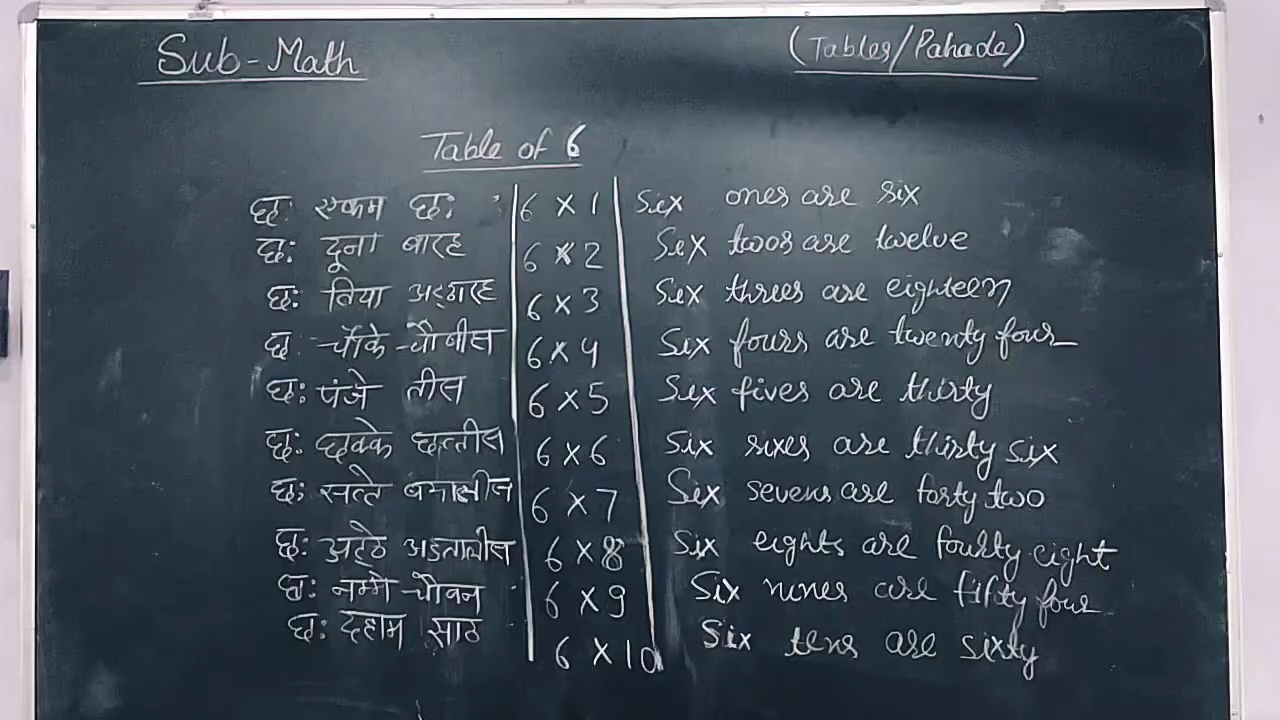 Sub-Math (Tables/Pahade)
Table of 6
छ: एकम छ: 6 x 1 Six ones are six
छ: दूना बारह 6 x 2 Six twos are twelve
छ: तिया अट्ठारह 6 x 3 Six threes are eighteen
छ: चौके चौबीस 6 x 4 Six fours are twenty four
छ: पंजे तीस 6 x 5 Six fives are thirty
छ: छक्के छत्तीस 6 x 6 Six sixes are thirty six
छ: सत्ते बयालीस 6 x 7 Six sevens are forty two
छ: अट्ठे अड़तालीस 6 x 8 Six eights are fourty eight
छ: नम्मे चौवन 6 x 9 Six nines are fifty four
छ: दहाम साठ 6 x 10 Six tens are sixty